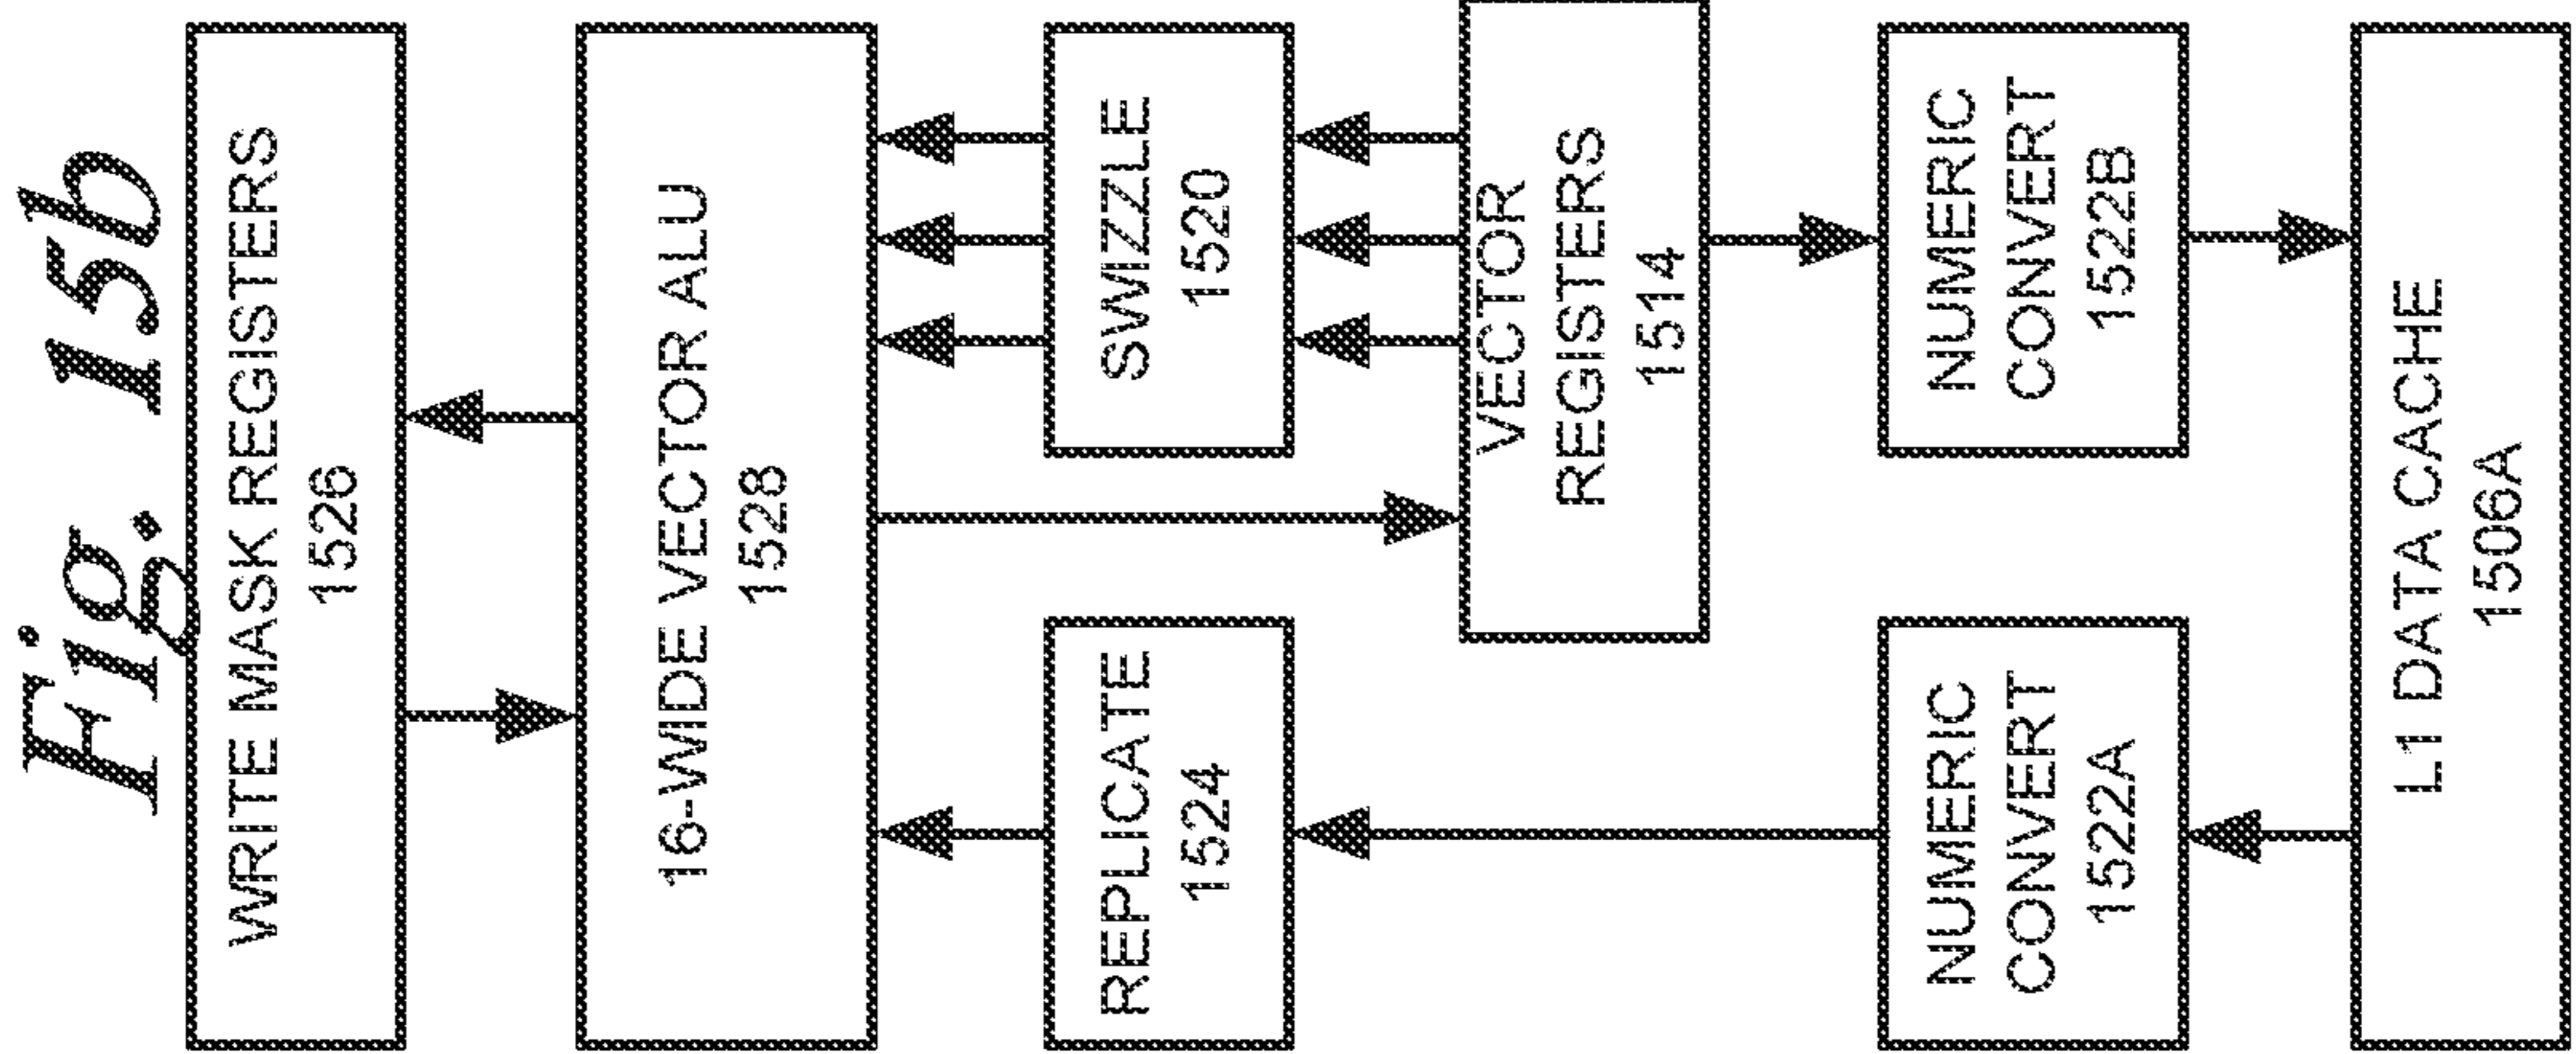 Fig. 15b
WRITE MASK REGISTERS
1526
16-WIDE VECTOR ALU
1528
REPLICATE
1524
SWIZZLE
1520
VECTOR
REGISTERS
1514
NUMERIC
CONVERT
1522A
NUMERIC
CONVERT
1522B
L1 DATA CACHE
1506A